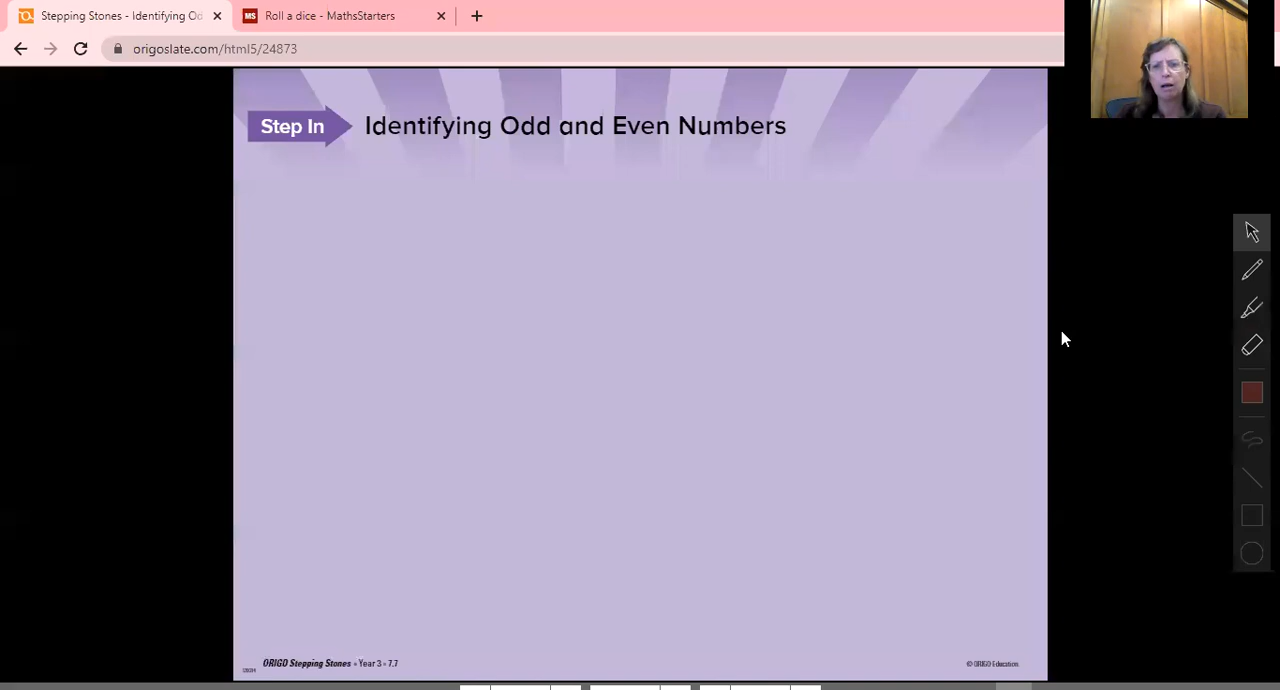 Stepping Stones - Identifying Od
MS Roll a dice - MathsStarters
origoslate.com/html5/24873
Step In
Identifying Odd and Even Numbers
ORIGO Stepping Stones • Year 3 • 7.7
© ORIGO Education